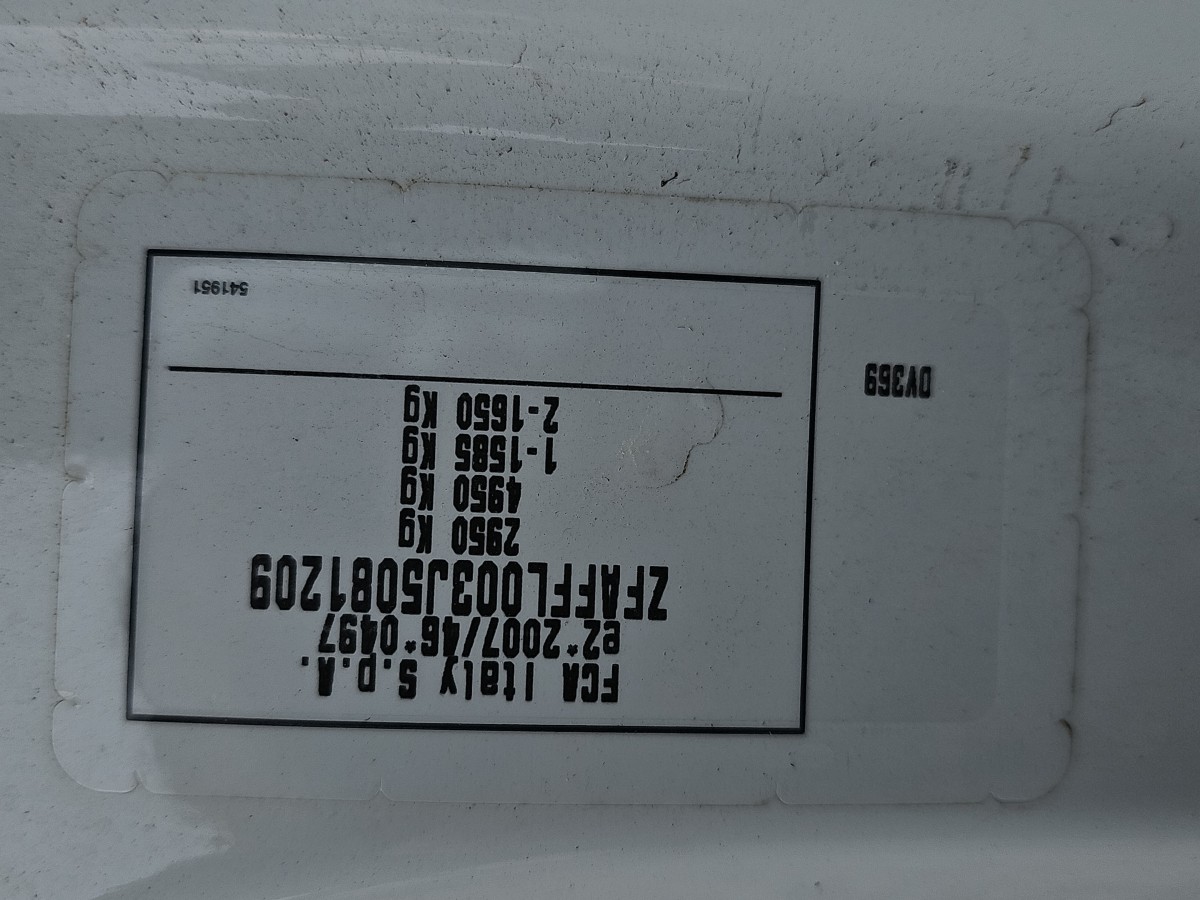 FCA Italy S.p.A.
e2*2007/46*0497
ZFAFFL003J5081209
2950 Kg
4950 Kg
1-1585 Kg
2-1650 Kg
541951
DV369